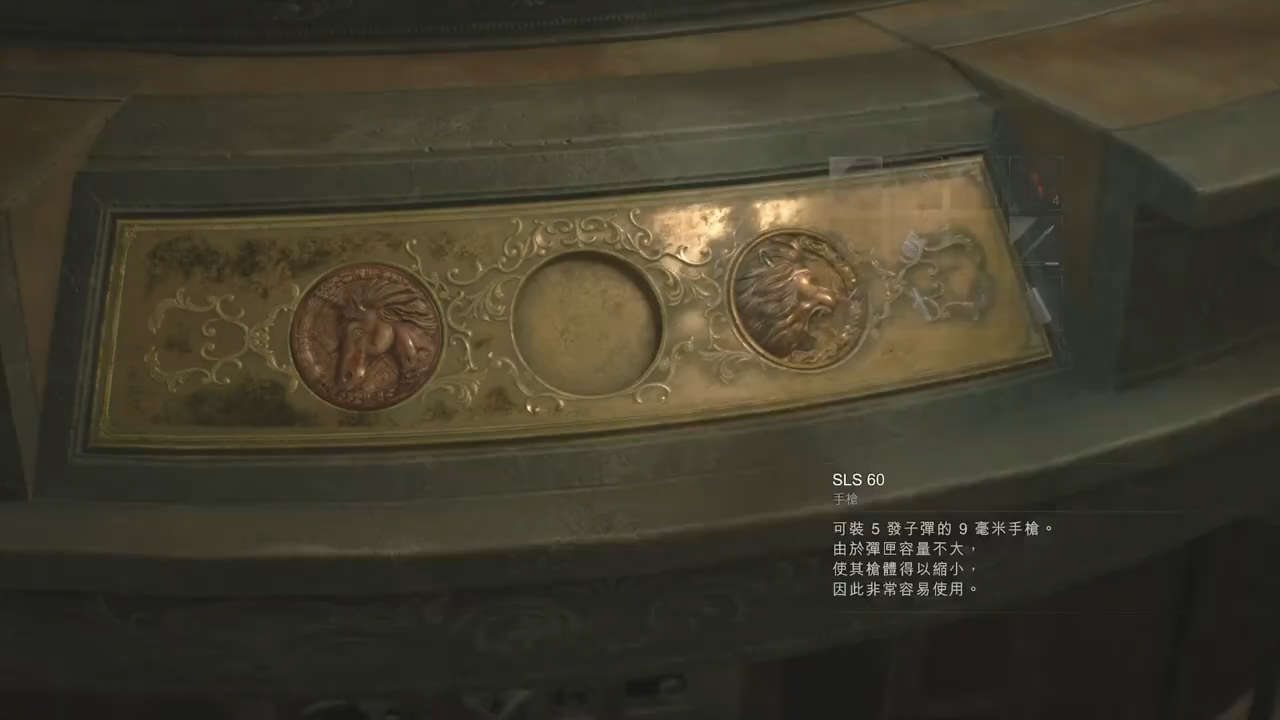 4
SLS 60
手槍
可裝 5 發子彈的 9 毫米手槍。
由於彈匣容量不大，
使其槍體得以縮小，
因此非常容易使用。